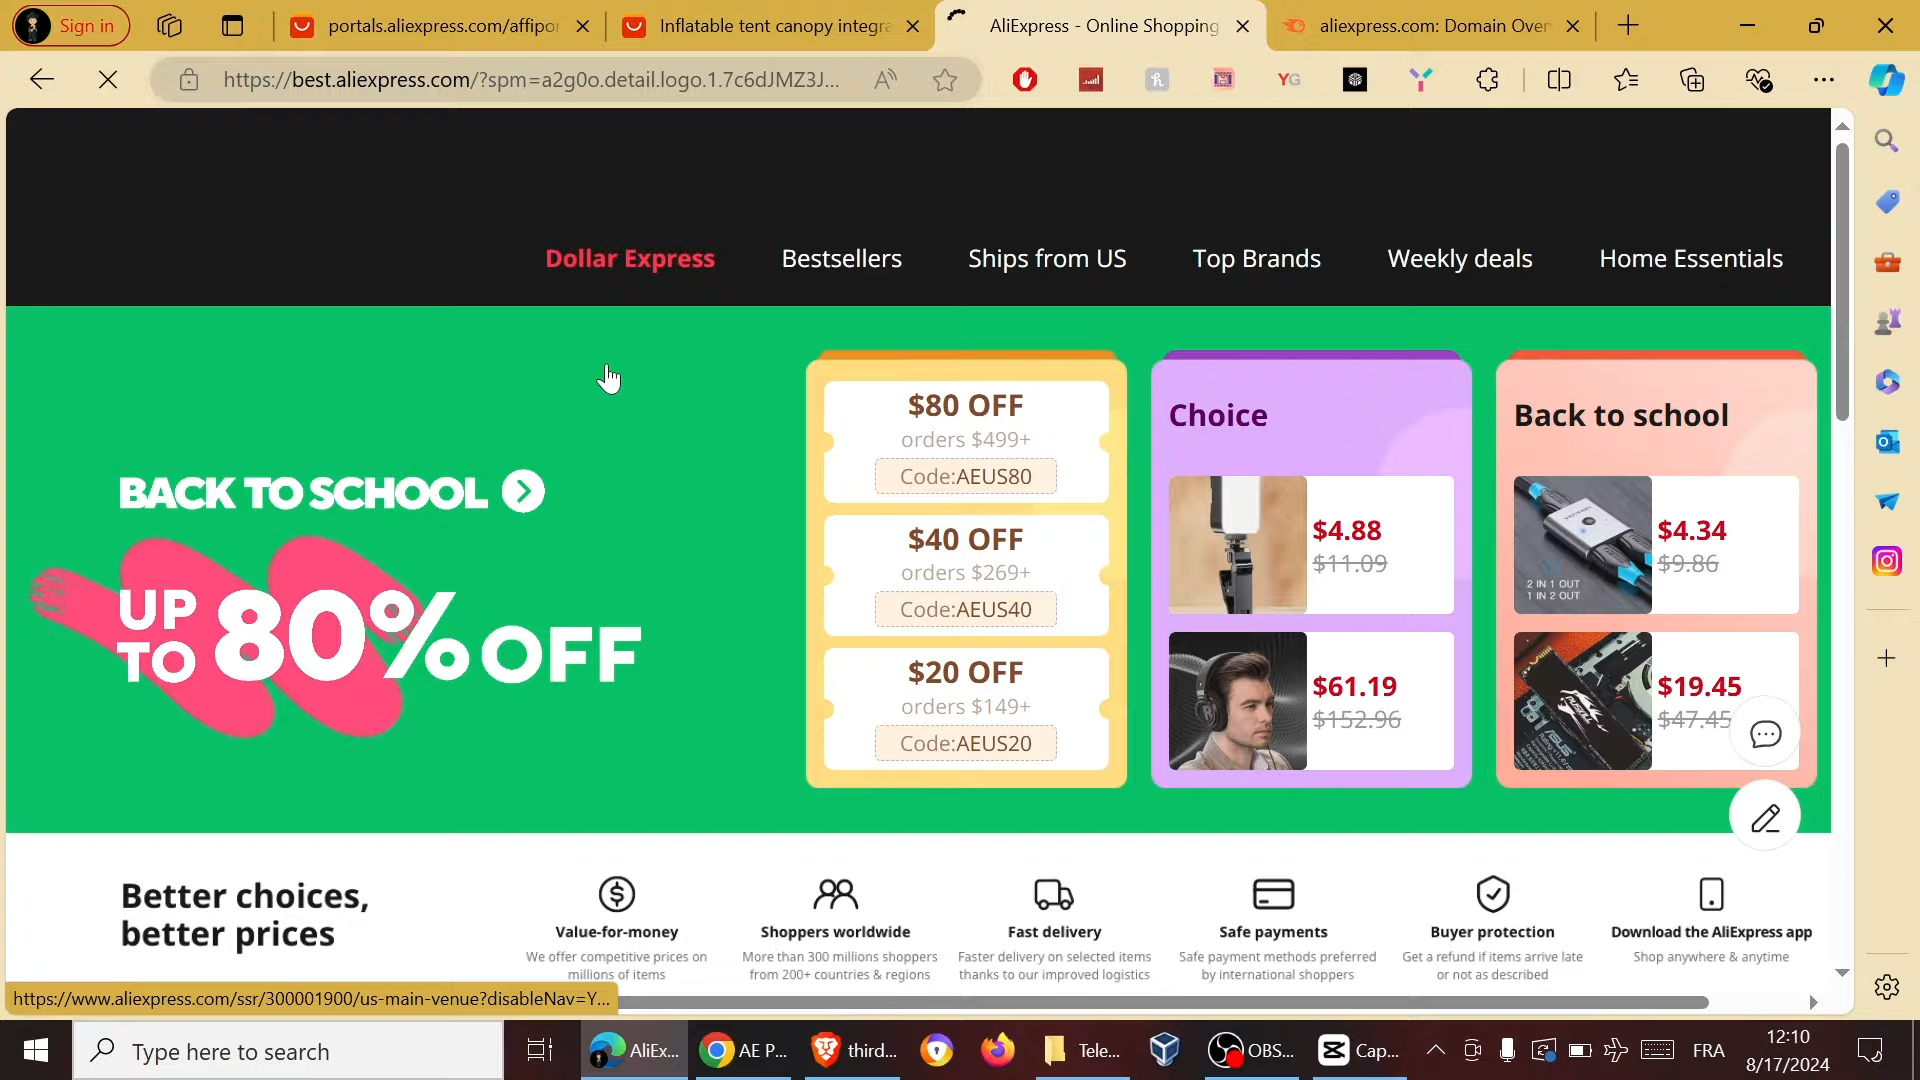 Sign in
portals.aliexpress.com/affipor
Inflatable tent canopy integra
AliExpress - Online Shopping
aliexpress.com: Domain Over
https://best.aliexpress.com/?spm=a2g0o.detail.logo.1.7c6dJMZ3J...
YG
Dollar Express
Bestsellers
Ships from US
Top Brands
Weekly deals
Home Essentials
BACK TO SCHOOL
UP TO 80% OFF
$80 OFF
orders $499+
Code:AEUS80
$40 OFF
orders $269+
Code:AEUS40
$20 OFF
orders $149+
Code:AEUS20
Choice
$4.88
$11.09
$61.19
$152.96
Back to school
2 IN 1 OUT
1 IN 2 OUT
$4.34
$9.86
$19.45
$47.45
Better choices,
better prices
Value-for-money
We offer competitive prices on
millions of items
Shoppers worldwide
More than 300 millions shoppers
from 200+ countries & regions
Fast delivery
Faster delivery on selected items
thanks to our improved logistics
Safe payments
Safe payment methods preferred
by international shoppers
Buyer protection
Get a refund if items arrive late
or not as described
Download the AliExpress app
Shop anywhere & anytime
https://www.aliexpress.com/ssr/300001900/us-main-venue?disableNav=Y...
Type here to search
AliEx...
AE P...
third...
Tele...
OBS...
Cap...
FRA
12:10
8/17/2024